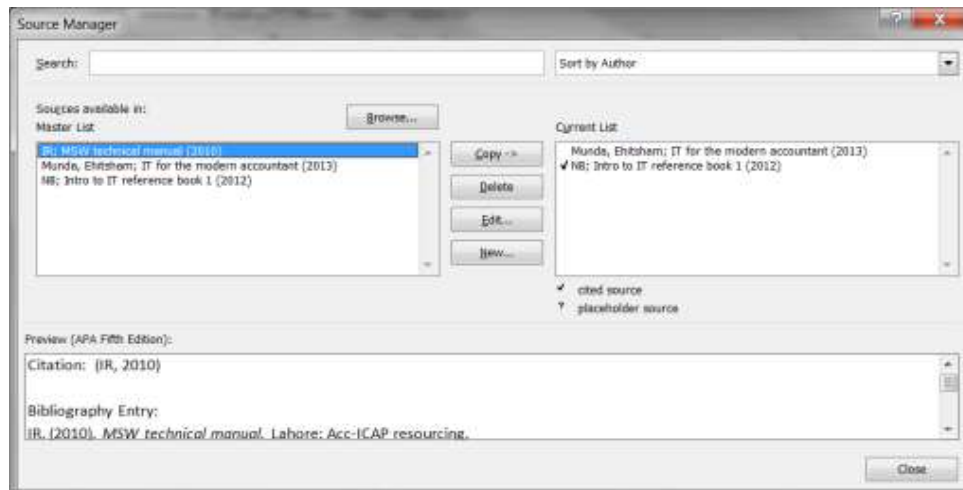 Source Manager
Search:
Sort by Author
Sources available in:
Master List
Browse...
Current List
IR; MSW technical manual (2010)
Munda, Ehitsham; IT for the modern accountant (2013)
NB; Intro to IT reference book 1 (2012)
Copy ->
Delete
Edit...
New...
Munda, Ehitsham; IT for the modern accountant (2013)
✓ NB; Intro to IT reference book 1 (2012)
✓ cited source
? placeholder source
Preview (APA Fifth Edition):
Citation: (IR, 2010)
Bibliography Entry:
IR. (2010). MSW technical manual. Lahore: Acc-ICAP resourcing.
Close